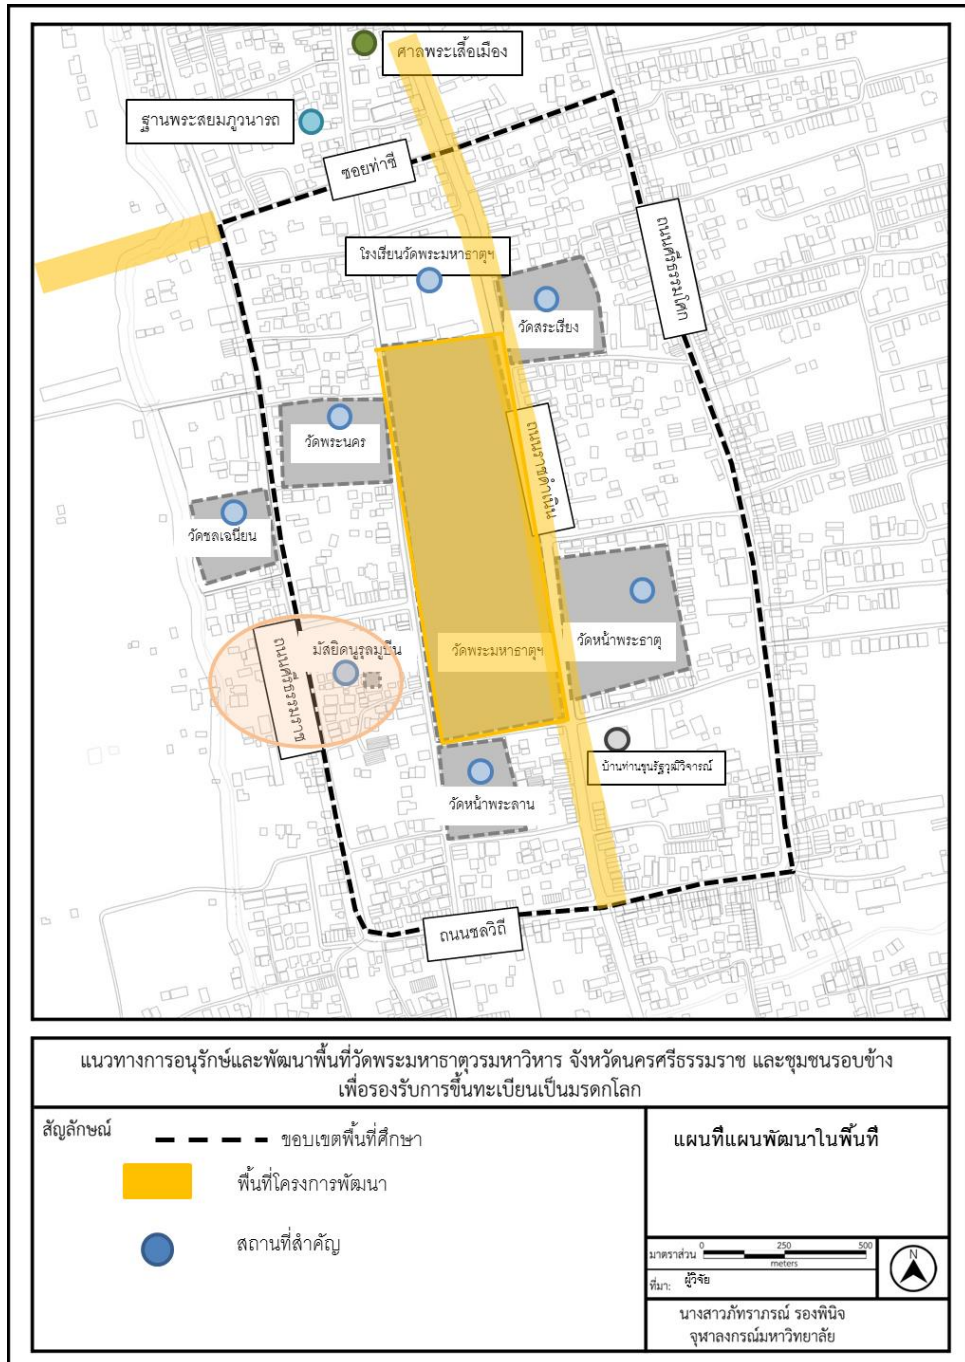 ศาลพระเสื้อเมือง
ฐานพระสยมภูวนารถ
ซอยท่าชี
ถนนศรีธรรมโศก
โรงเรียนวัดพระมหาธาตุฯ
วัดสระเรียง
วัดพระนคร
ถนนราชดำเนิน
วัดชลเฉนียน
มัสยิดนูรุลมูบีน
ถนนศรีธรรมราช
วัดพระมหาธาตุฯ
วัดหน้าพระธาตุ
บ้านท่านขุนรัฐวุฒิวิจารณ์
วัดหน้าพระลาน
ถนนชลวิถี
แนวทางการอนุรักษ์และพัฒนาพื้นที่วัดพระมหาธาตุวรมหาวิหาร จังหวัดนครศรีธรรมราช และชุมชนรอบข้าง
เพื่อรองรับการขึ้นทะเบียนเป็นมรดกโลก
สัญลักษณ์
ขอบเขตพื้นที่ศึกษา
พื้นที่โครงการพัฒนา
สถานที่สำคัญ
แผนที่แผนพัฒนาในพื้นที่
มาตราส่วน 0 250 500
meters
N
ที่มา: ผู้วิจัย
นางสาวภัทราภรณ์ รองพินิจ
จุฬาลงกรณ์มหาวิทยาลัย